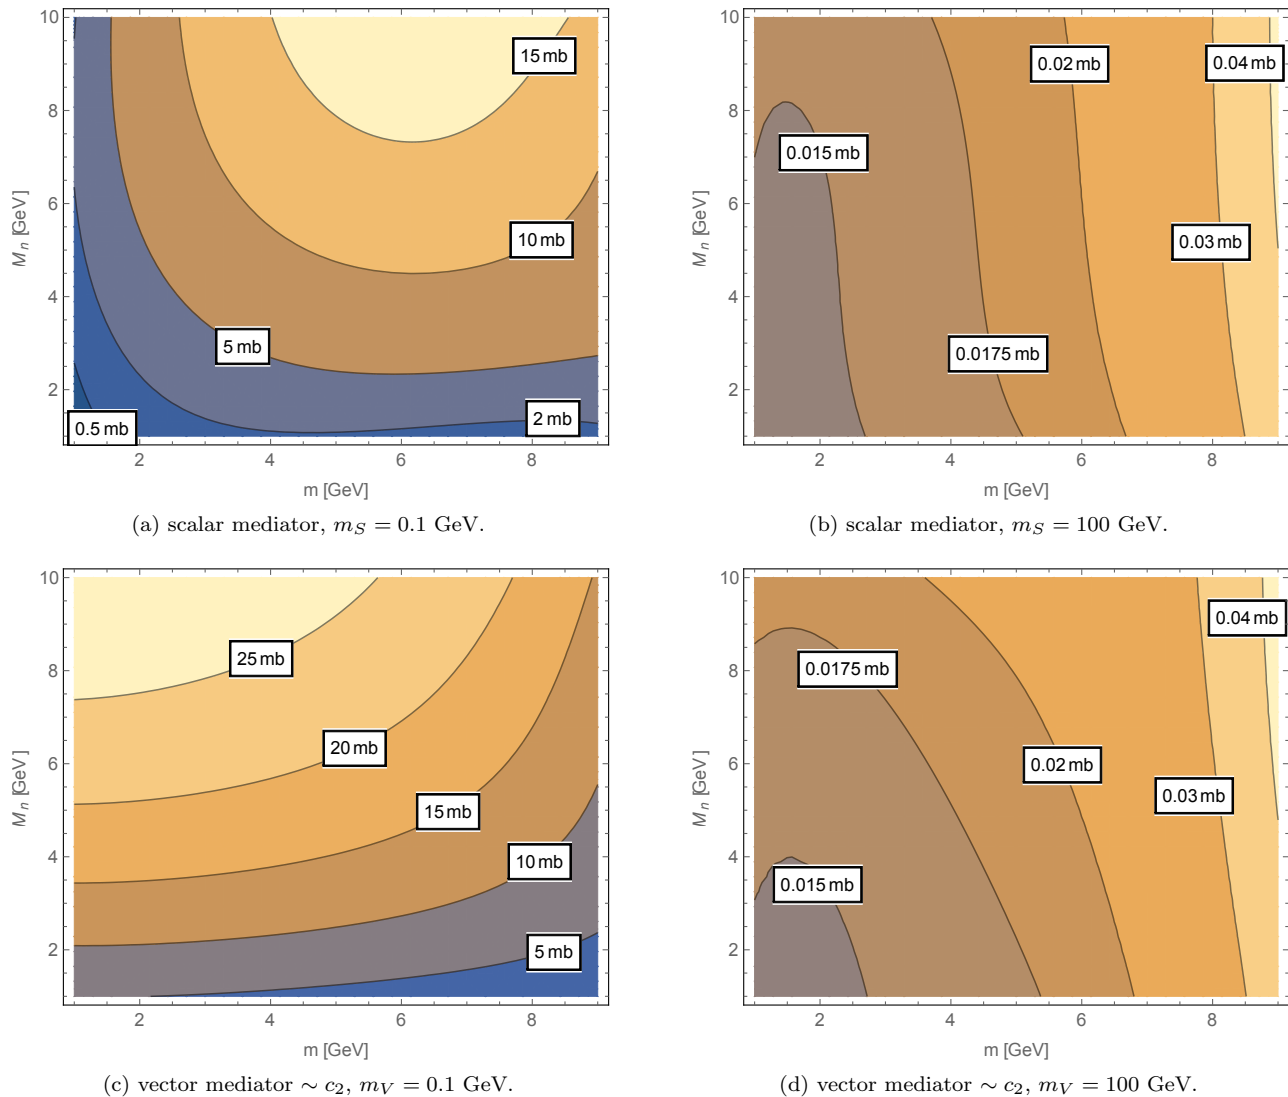 10
8
6
4
2
M_n [GeV]
15 mb
10 mb
5 mb
2 mb
0.5 mb
2 4 6 8
m [GeV]
(a) scalar mediator, m_S = 0.1 GeV.
10
8
6
4
2
M_n [GeV]
0.02 mb
0.04 mb
0.015 mb
0.03 mb
0.0175 mb
2 4 6 8
m [GeV]
(b) scalar mediator, m_S = 100 GeV.
10
8
6
4
2
M_n [GeV]
25 mb
20 mb
15 mb
10 mb
5 mb
2 4 6 8
m [GeV]
(c) vector mediator ∼ c_2, m_V = 0.1 GeV.
10
8
6
4
2
M_n [GeV]
0.04 mb
0.0175 mb
0.02 mb
0.03 mb
0.015 mb
2 4 6 8
m [GeV]
(d) vector mediator ∼ c_2, m_V = 100 GeV.